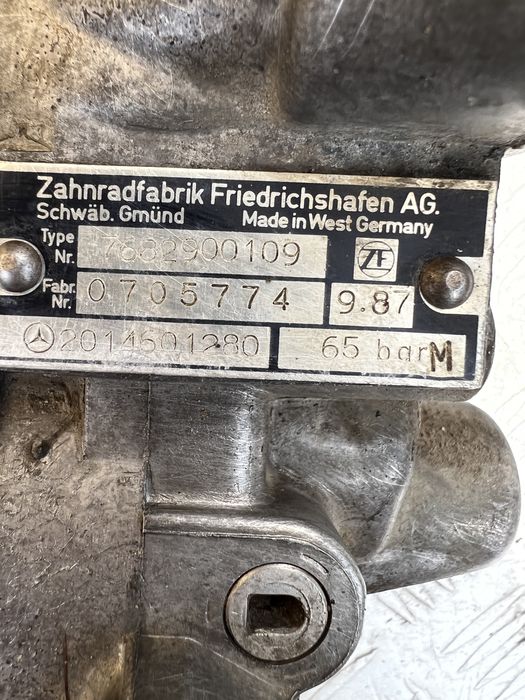 Zahnradfabrik Friedrichshafen AG.
Schwäb. Gmünd Made in West Germany
Type Nr. 7682900109 ZF
Fabr. Nr. 0705774 9.87
2014601280 65 bar M